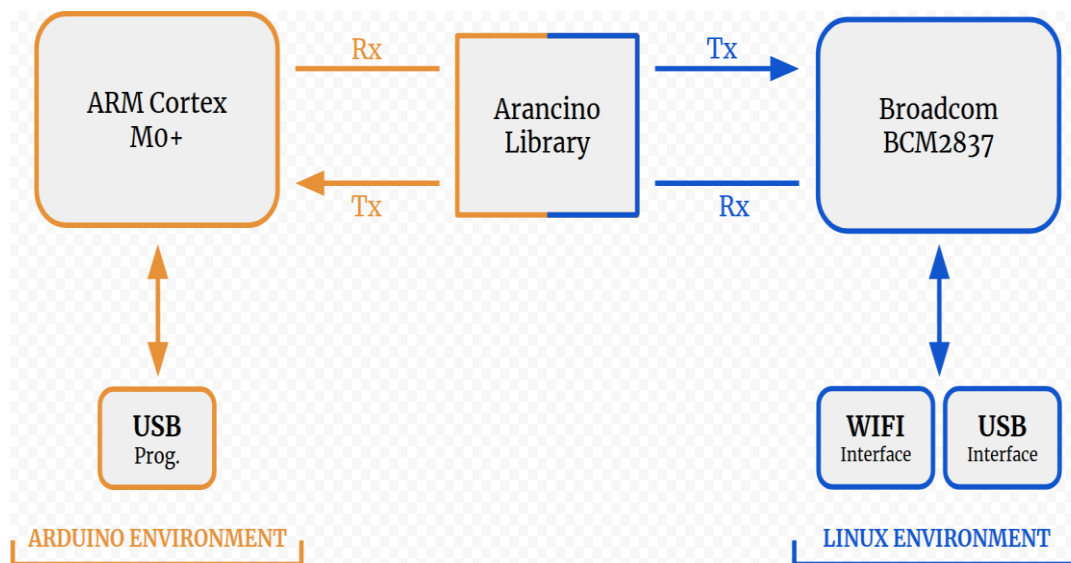 Rx
Tx
ARM Cortex
M0+
Arancino
Library
Broadcom
BCM2837
Tx
Rx
USB
Prog.
WIFI
Interface
USB
Interface
ARDUINO ENVIRONMENT
LINUX ENVIRONMENT